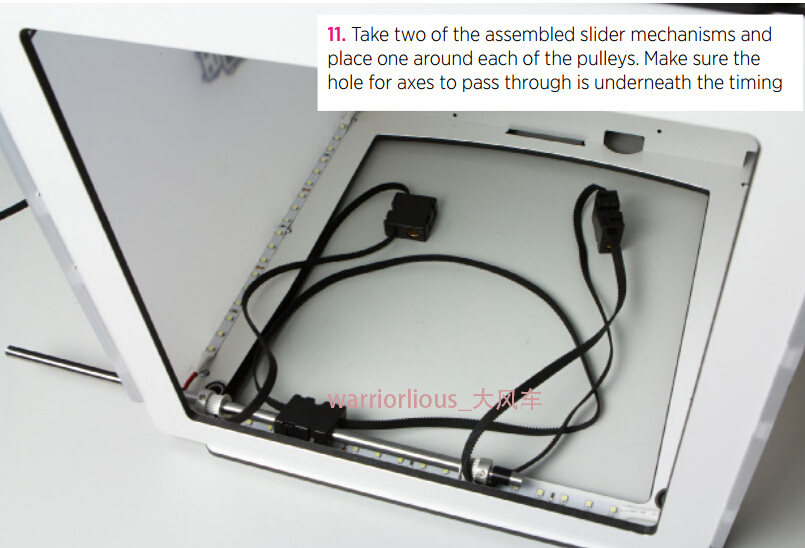 11. Take two of the assembled slider mechanisms and
place one around each of the pulleys. Make sure the
hole for axes to pass through is underneath the timing
warriorlious_大风车